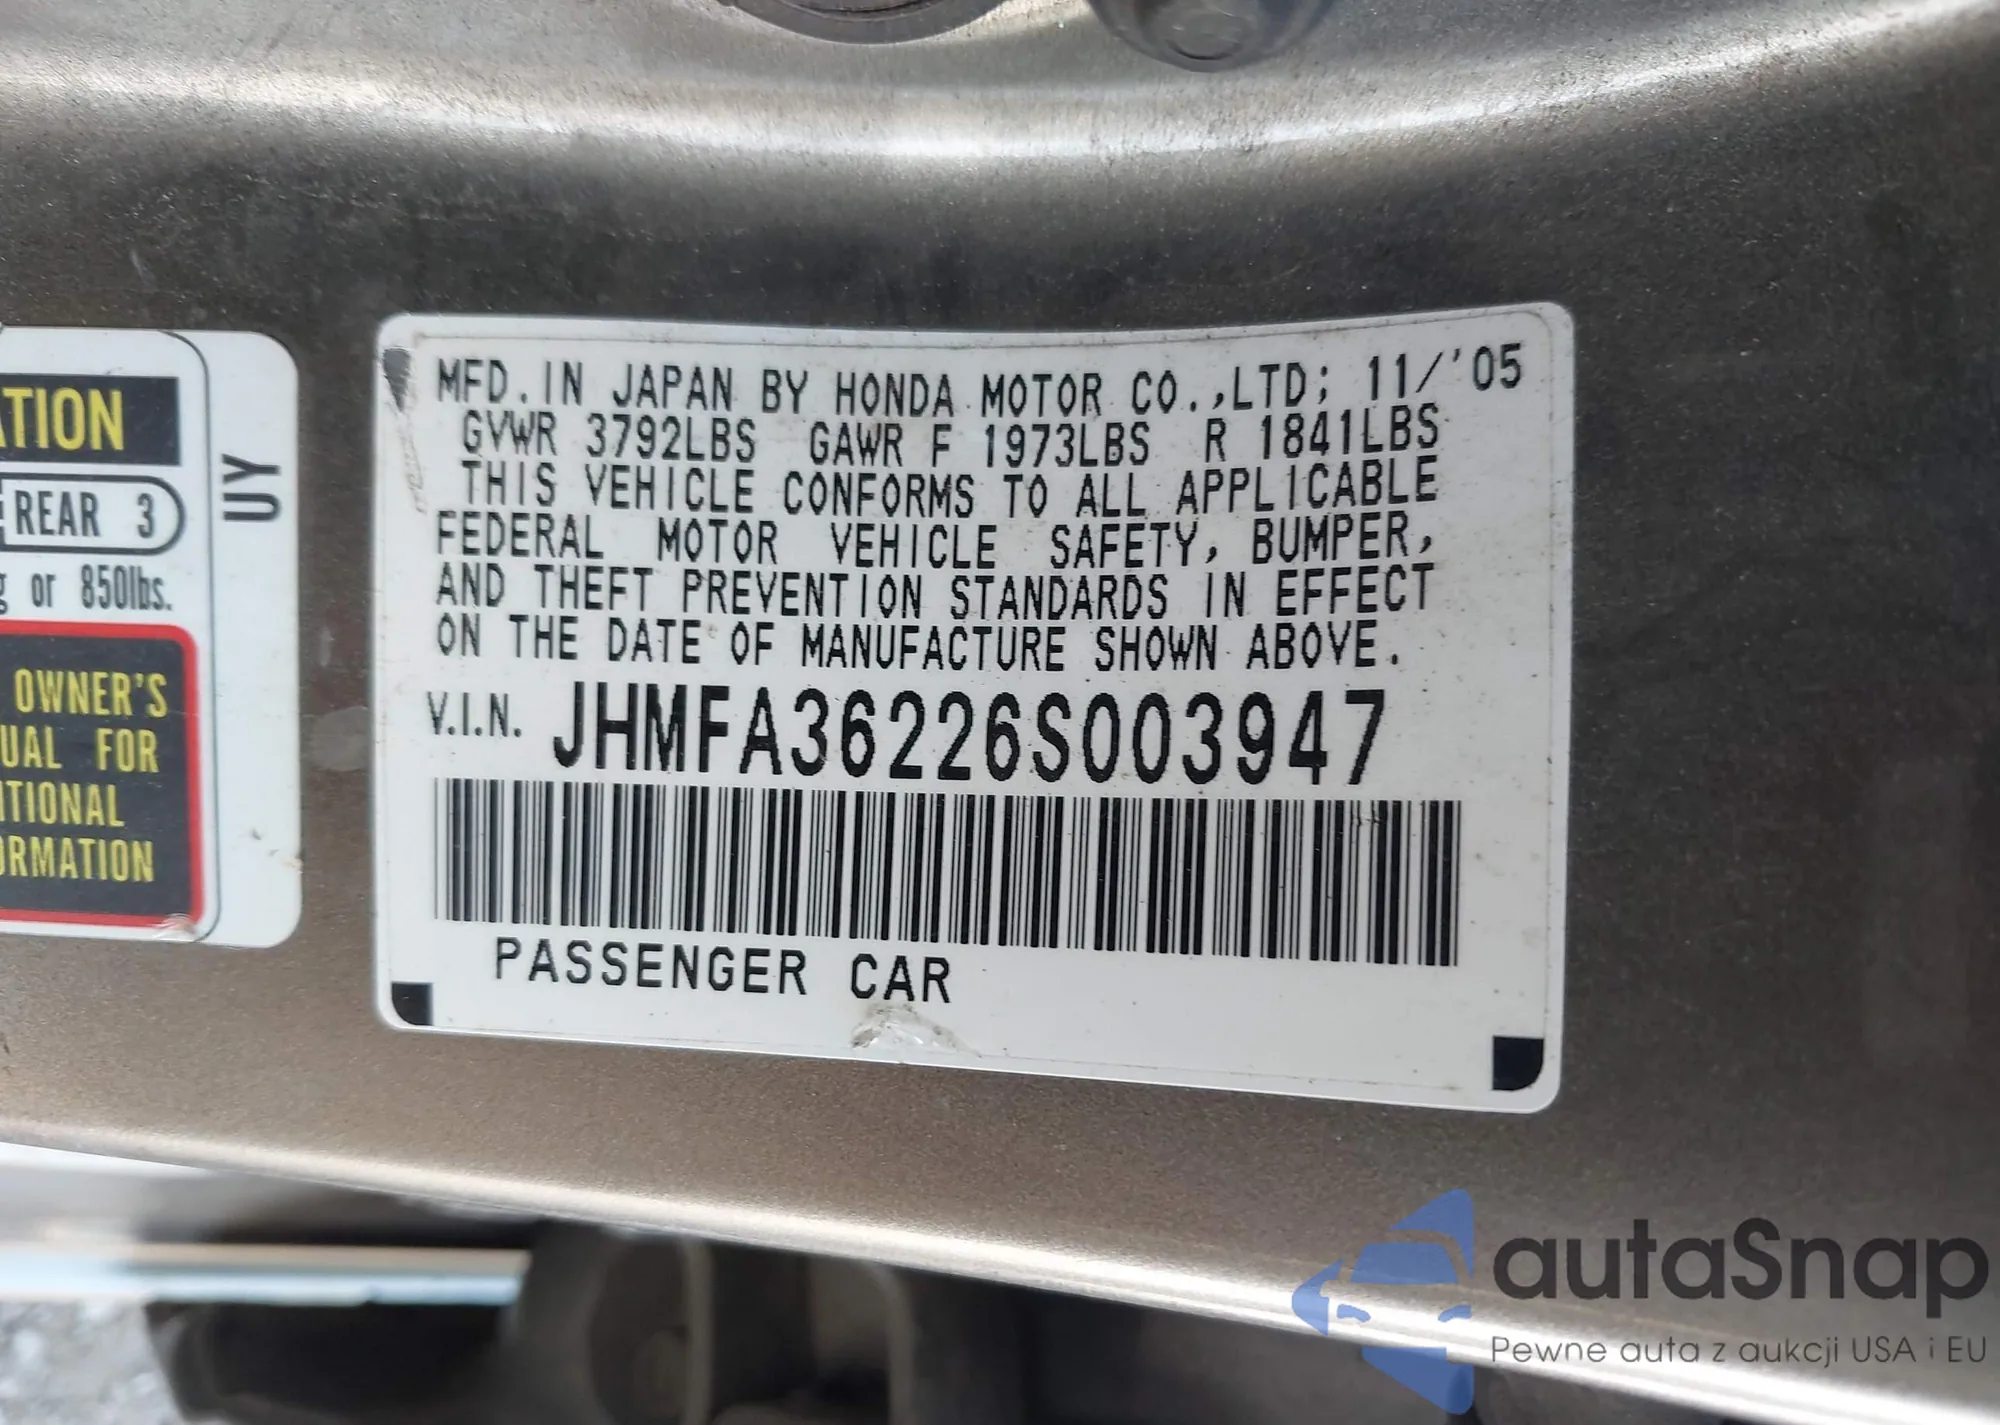 ATION
REAR 3
g or 850lbs.
OWNER'S
UAL FOR
ITIONAL
ORMATION
UY
MFD. IN JAPAN BY HONDA MOTOR CO.,LTD; 11/'05
GVWR 3792LBS GAWR F 1973LBS R 1841LBS
THIS VEHICLE CONFORMS TO ALL APPLICABLE
FEDERAL MOTOR VEHICLE SAFETY, BUMPER,
AND THEFT PREVENTION STANDARDS IN EFFECT
ON THE DATE OF MANUFACTURE SHOWN ABOVE.
V.I.N. JHMFA36226S003947
PASSENGER CAR
autaSnap
Pewne auta z aukcji USA i EU